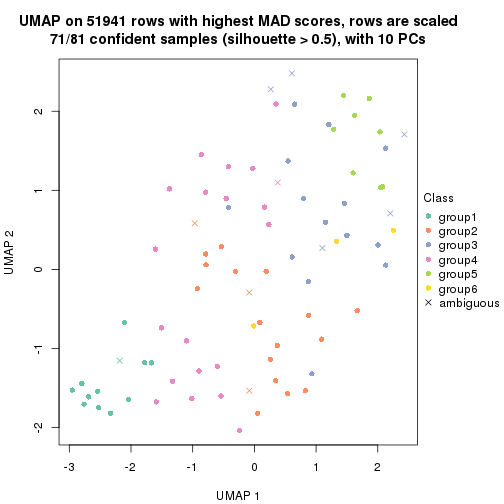 UMAP on 51941 rows with highest MAD scores, rows are scaled
71/81 confident samples (silhouette > 0.5), with 10 PCs
UMAP 2
2
1
0
-1
-2
-3
-2
-1
0
1
2
UMAP 1
Class
group1
group2
group3
group4
group5
group6
ambiguous